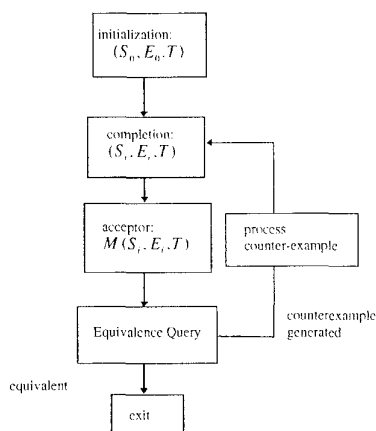 initialization:
(S₀, E₀, T)
completion:
(Sᵢ, Eᵢ, T)
acceptor:
M (Sᵢ, Eᵢ, T)
process
counter-example
Equivalence Query
counterexample
generated
equivalent
exit